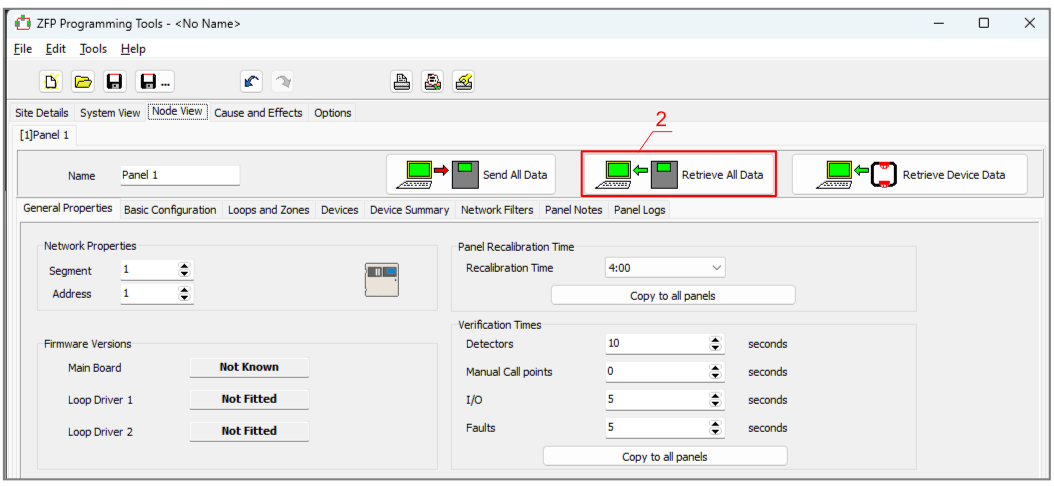 ZFP Programming Tools - <No Name>
File Edit Tools Help
...
Site Details System View Node View Cause and Effects Options
2
[1]Panel 1
Name Panel 1 Send All Data Retrieve All Data Retrieve Device Data
General Properties Basic Configuration Loops and Zones Devices Device Summary Network Filters Panel Notes Panel Logs
Network Properties
Segment 1
Address 1
Firmware Versions
Main Board Not Known
Loop Driver 1 Not Fitted
Loop Driver 2 Not Fitted
Panel Recalibration Time
Recalibration Time 4:00
Copy to all panels
Verification Times
Detectors 10 seconds
Manual Call points 0 seconds
I/O 5 seconds
Faults 5 seconds
Copy to all panels